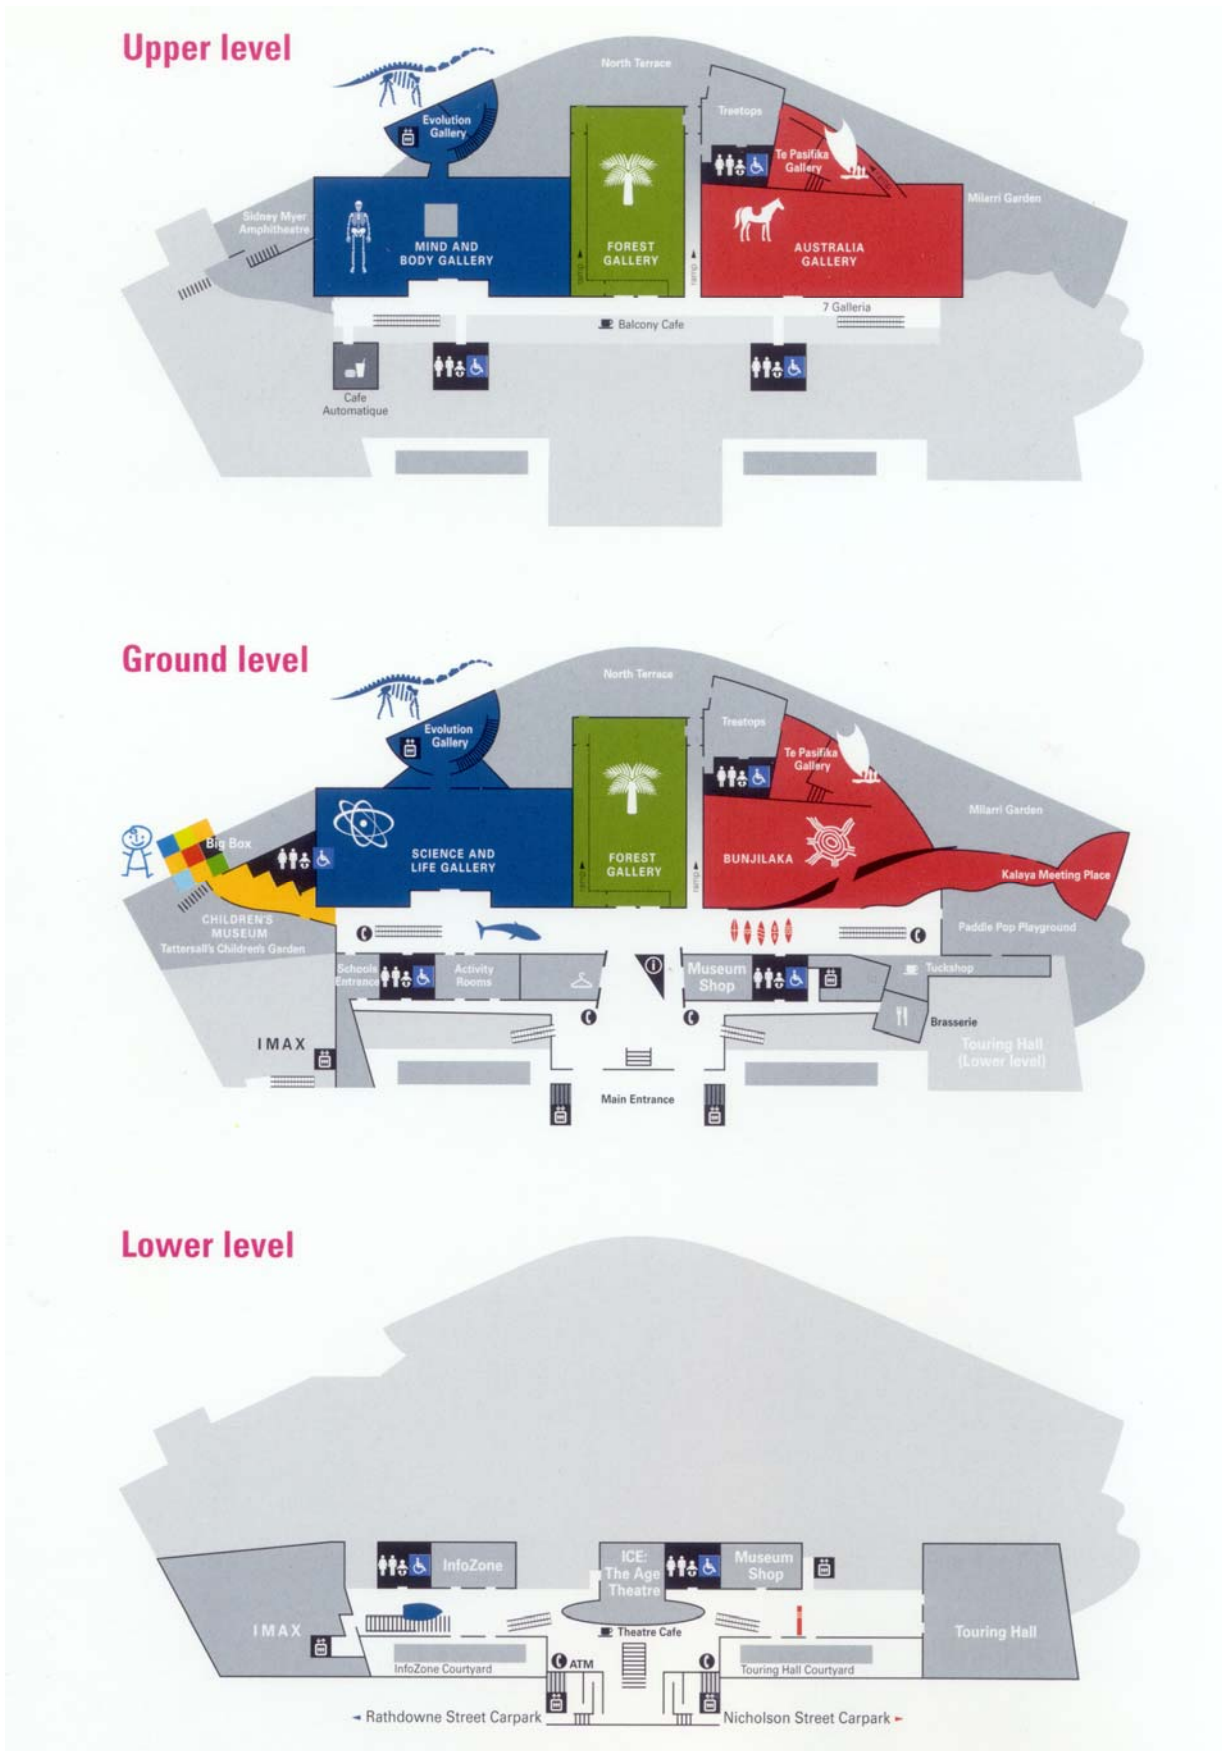 Upper level
North Terrace
Evolution
Gallery
Treetops
Te Pasifika
Gallery
ramp
Milarri Garden
Sidney Myer
Amphitheatre
MIND AND
BODY GALLERY
FOREST
GALLERY
AUSTRALIA
GALLERY
ramp
ramp
7 Galleria
Balcony Cafe
Cafe
Automatique
Ground level
North Terrace
Evolution
Gallery
Treetops
Te Pasifika
Gallery
Milarri Garden
Big Box
SCIENCE AND
LIFE GALLERY
FOREST
GALLERY
BUNJILAKA
ramp
ramp
Kalaya Meeting Place
CHILDREN'S
MUSEUM
Tattersall's Children's Garden
Paddle Pop Playground
Schools
Entrance
Activity
Rooms
i
Museum
Shop
Tuckshop
Brasserie
IMAX
Touring Hall
(Lower level)
Main Entrance
Lower level
InfoZone
ICE:
The Age
Theatre
Museum
Shop
IMAX
Theatre Cafe
Touring Hall
InfoZone Courtyard
ATM
Touring Hall Courtyard
Rathdowne Street Carpark
Nicholson Street Carpark